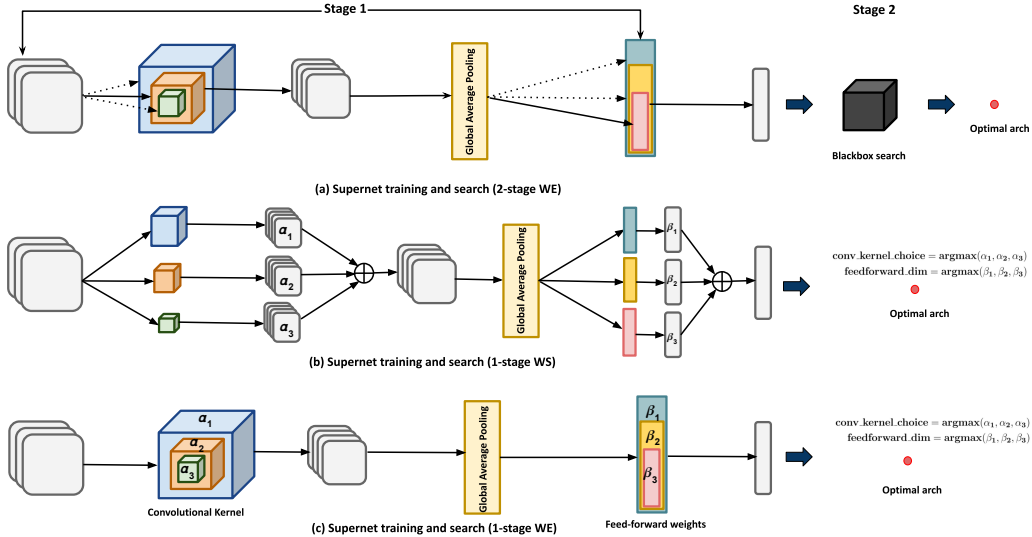 Stage 1
Stage 2
Global Average Pooling
Blackbox search
Optimal arch
(a) Supernet training and search (2-stage WE)
α1
α2
α3
Global Average Pooling
β1
β2
β3
conv_kernel_choice = argmax(α1, α2, α3)
feedforward_dim = argmax(β1, β2, β3)
Optimal arch
(b) Supernet training and search (1-stage WS)
α1
α2
α3
Convolutional Kernel
Global Average Pooling
β1
β2
β3
Feed-forward weights
conv_kernel_choice = argmax(α1, α2, α3)
feedforward_dim = argmax(β1, β2, β3)
Optimal arch
(c) Supernet training and search (1-stage WE)